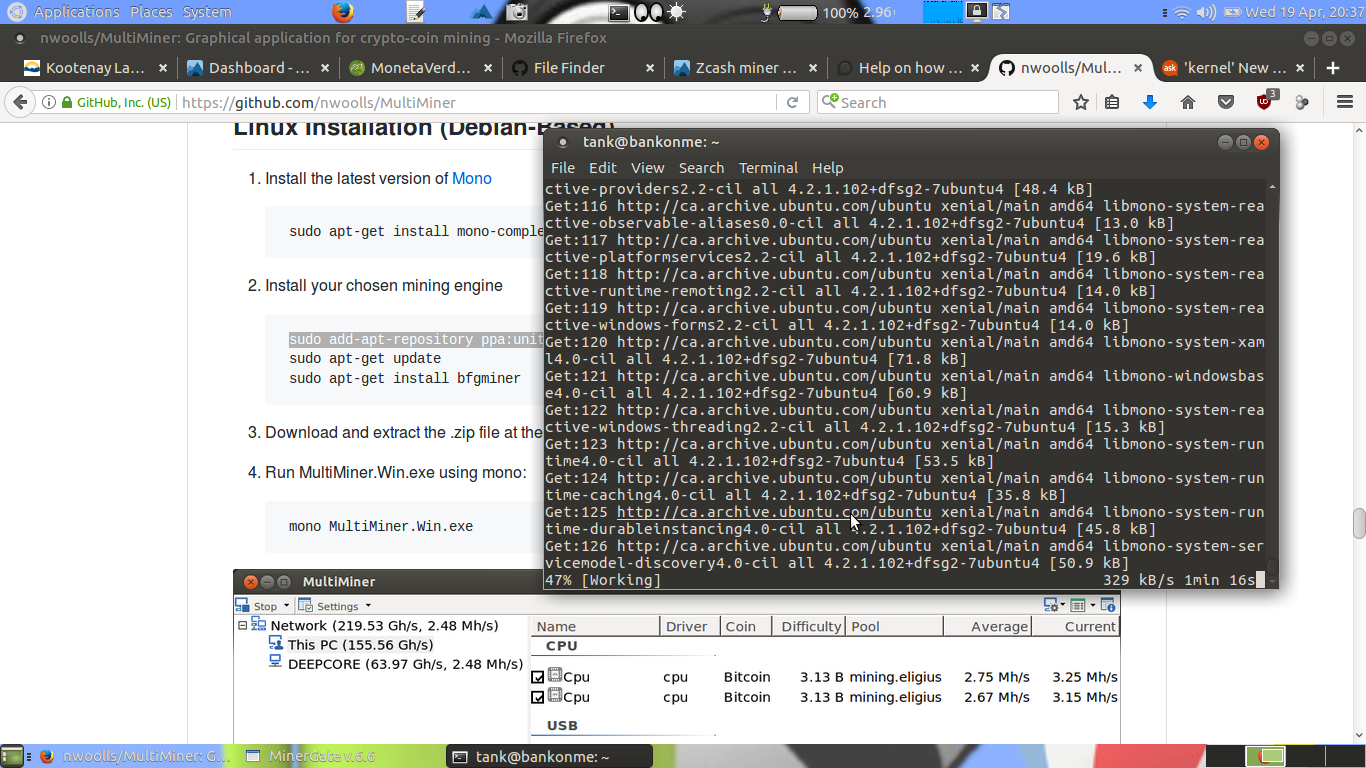 Applications Places System 100% 2.96 Wed 19 Apr, 20:37
nwoolls/MultiMiner: Graphical application for crypto-coin mining - Mozilla Firefox
Kootenay La... Dashboard - ... MonetaVerd... File Finder Zcash miner ... Help on how ... nwoolls/Mul... 'kernel' New ...
GitHub, Inc. (US) https://github.com/nwoolls/MultiMiner Search 3
Linux Installation (Debian-Based)
1. Install the latest version of Mono
sudo apt-get install mono-comple
2. Install your chosen mining engine
sudo add-apt-repository ppa:unit
sudo apt-get update
sudo apt-get install bfgminer
3. Download and extract the .zip file at the
4. Run MultiMiner.Win.exe using mono:
mono MultiMiner.Win.exe
tank@bankonme: ~
File Edit View Search Terminal Help
ctive-providers2.2-cil all 4.2.1.102+dfsg2-7ubuntu4 [48.4 kB]
Get:116 http://ca.archive.ubuntu.com/ubuntu xenial/main amd64 libmono-system-rea
ctive-observable-aliases0.0-cil all 4.2.1.102+dfsg2-7ubuntu4 [13.0 kB]
Get:117 http://ca.archive.ubuntu.com/ubuntu xenial/main amd64 libmono-system-rea
ctive-platformservices2.2-cil all 4.2.1.102+dfsg2-7ubuntu4 [19.6 kB]
Get:118 http://ca.archive.ubuntu.com/ubuntu xenial/main amd64 libmono-system-rea
ctive-runtime-remoting2.2-cil all 4.2.1.102+dfsg2-7ubuntu4 [14.0 kB]
Get:119 http://ca.archive.ubuntu.com/ubuntu xenial/main amd64 libmono-system-rea
ctive-windows-forms2.2-cil all 4.2.1.102+dfsg2-7ubuntu4 [14.0 kB]
Get:120 http://ca.archive.ubuntu.com/ubuntu xenial/main amd64 libmono-system-xam
l4.0-cil all 4.2.1.102+dfsg2-7ubuntu4 [71.8 kB]
Get:121 http://ca.archive.ubuntu.com/ubuntu xenial/main amd64 libmono-windowsbas
e4.0-cil all 4.2.1.102+dfsg2-7ubuntu4 [60.9 kB]
Get:122 http://ca.archive.ubuntu.com/ubuntu xenial/main amd64 libmono-system-rea
ctive-windows-threading2.2-cil all 4.2.1.102+dfsg2-7ubuntu4 [15.3 kB]
Get:123 http://ca.archive.ubuntu.com/ubuntu xenial/main amd64 libmono-system-run
time4.0-cil all 4.2.1.102+dfsg2-7ubuntu4 [53.5 kB]
Get:124 http://ca.archive.ubuntu.com/ubuntu xenial/main amd64 libmono-system-run
time-caching4.0-cil all 4.2.1.102+dfsg2-7ubuntu4 [35.8 kB]
Get:125 http://ca.archive.ubuntu.com/ubuntu xenial/main amd64 libmono-system-run
time-durableinstancing4.0-cil all 4.2.1.102+dfsg2-7ubuntu4 [45.8 kB]
Get:126 http://ca.archive.ubuntu.com/ubuntu xenial/main amd64 libmono-system-ser
vicemodel-discovery4.0-cil all 4.2.1.102+dfsg2-7ubuntu4 [50.9 kB]
47% [Working] 329 kB/s 1min 16s
MultiMiner
Stop Settings
Network (219.53 Gh/s, 2.48 Mh/s)
This PC (155.56 Gh/s)
DEEPCORE (63.97 Gh/s, 2.48 Mh/s)
Name Driver Coin Difficulty Pool Average Current
CPU
Cpu cpu Bitcoin 3.13 B mining.eligius 2.75 Mh/s 3.25 Mh/s
Cpu cpu Bitcoin 3.13 B mining.eligius 2.67 Mh/s 3.15 Mh/s
USB
nwoolls/MultiMiner: G... MinerGate v.6.6 tank@bankonme: ~